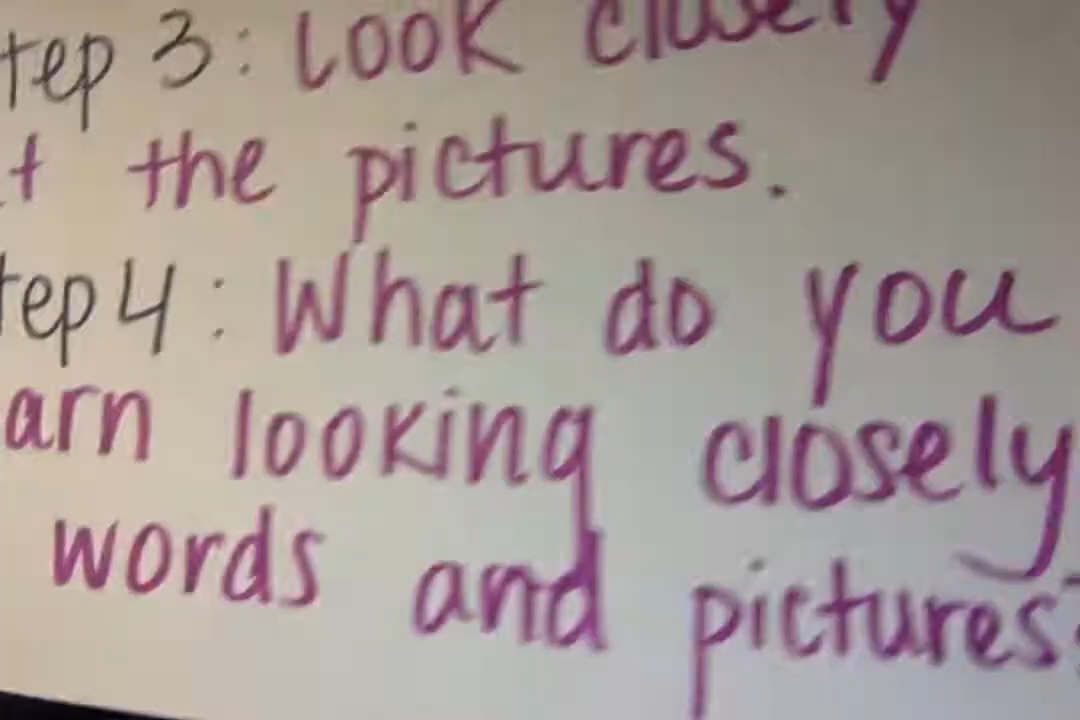 tep 3: Look closely
t the pictures.
tep 4: What do you
arn looking closely
words and pictures